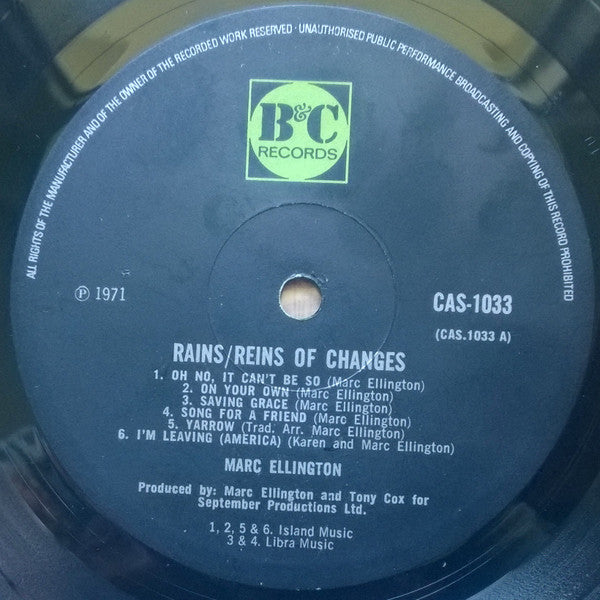 ALL RIGHTS OF THE MANUFACTURER AND OF THE OWNER OF THE RECORDED WORK RESERVED · UNAUTHORISED PUBLIC PERFORMANCE BROADCASTING AND COPYING OF THIS RECORD PROHIBITED
B&C
RECORDS
℗ 1971
CAS-1033
(CAS.1033 A)
RAINS/REINS OF CHANGES
1. OH NO, IT CAN'T BE SO (Marc Ellington)
2. ON YOUR OWN (Marc Ellington)
3. SAVING GRACE (Marc Ellington)
4. SONG FOR A FRIEND (Marc Ellington)
5. YARROW (Trad. Arr. Marc Ellington)
6. I'M LEAVING (AMERICA) (Karen and Marc Ellington)
MARC ELLINGTON
Produced by: Marc Ellington and Tony Cox for
September Productions Ltd.
1, 2, 5 & 6. Island Music
3 & 4. Libra Music